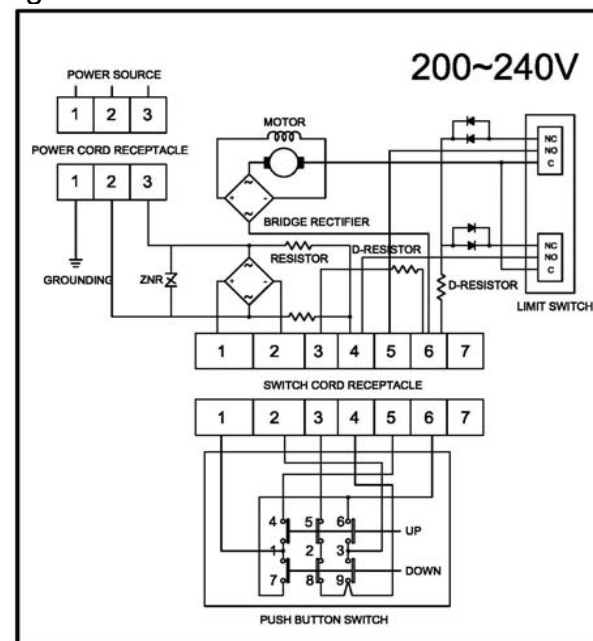 200~240V
POWER SOURCE
1 2 3
POWER CORD RECEPTACLE
1 2 3
GROUNDING
ZNR
MOTOR
+ ~ ~ -
BRIDGE RECTIFIER
RESISTOR
D-RESISTOR
+ ~ ~ -
NC
NO
C
NC
NO
C
D-RESISTOR
LIMIT SWITCH
1 2 3 4 5 6 7
SWITCH CORD RECEPTACLE
1 2 3 4 5 6 7
4 5 6
UP
1 2 3
DOWN
7 8 9
PUSH BUTTON SWITCH